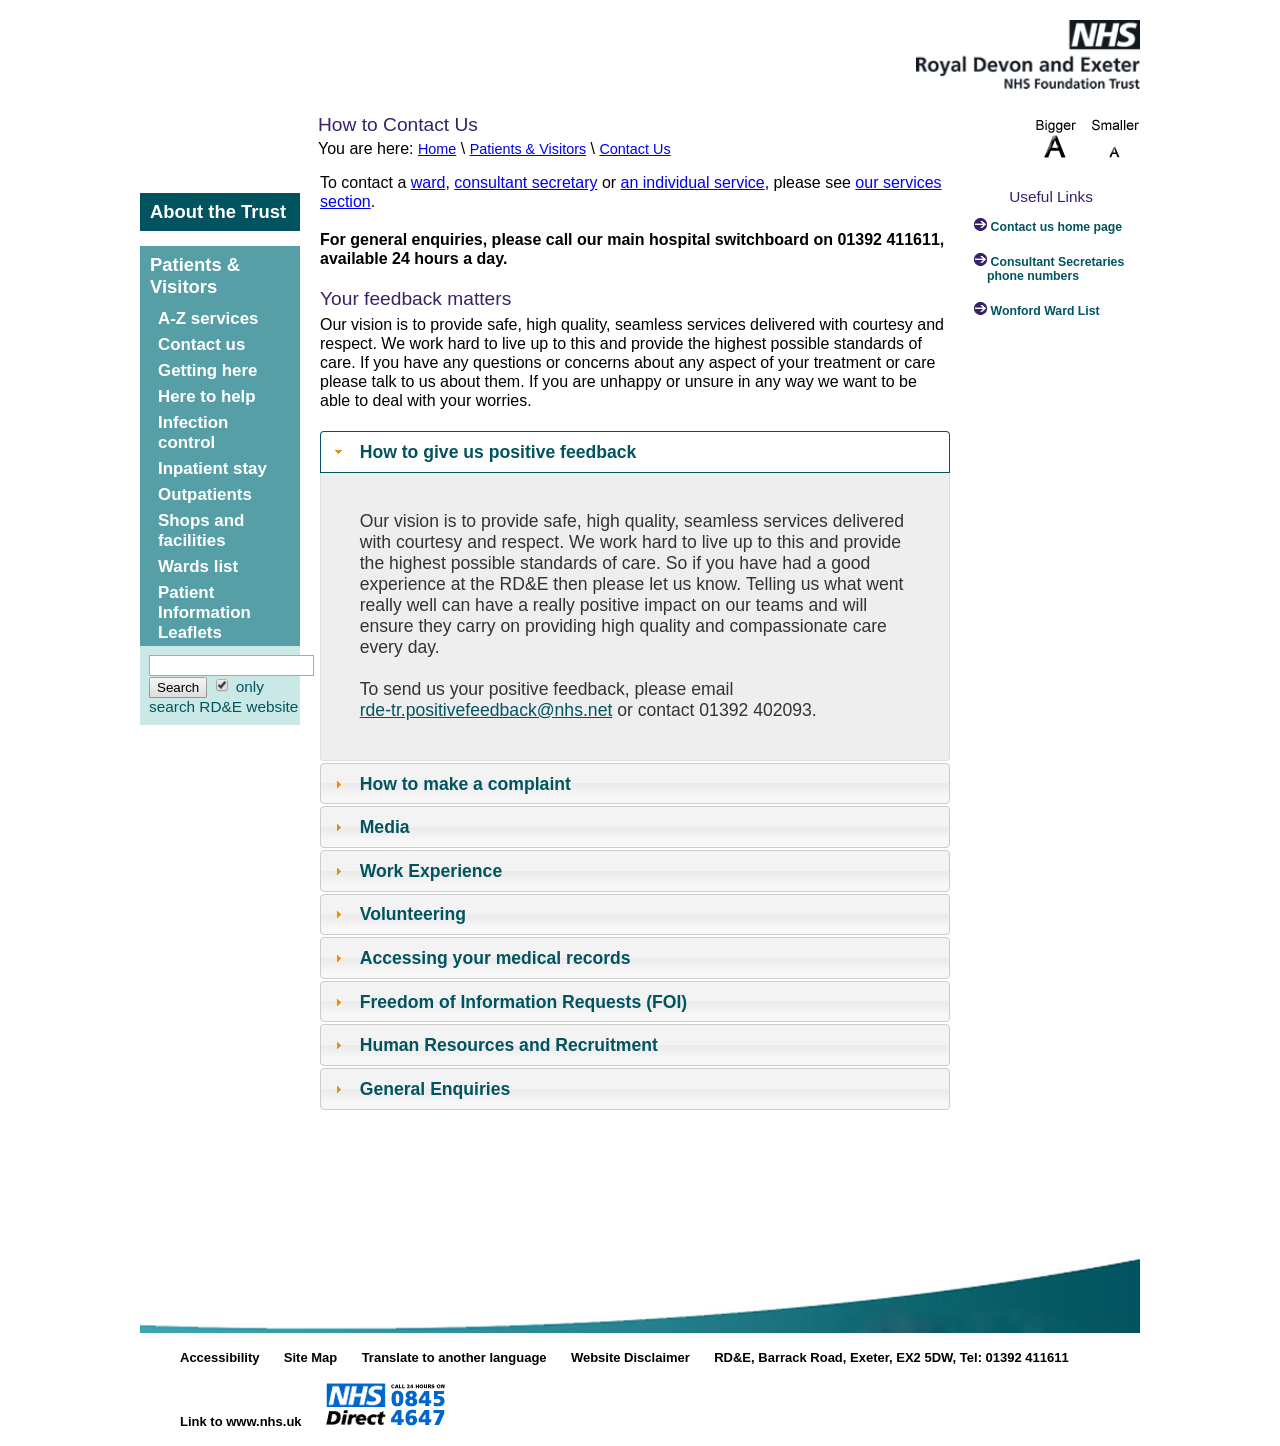 NHS
Royal Devon and Exeter
NHS Foundation Trust
How to Contact Us
You are here: Home \ Patients & Visitors \ Contact Us
Bigger Smaller
A A
About the Trust
Patients &
Visitors
A-Z services
Contact us
Getting here
Here to help
Infection
control
Inpatient stay
Outpatients
Shops and
facilities
Wards list
Patient
Information
Leaflets
Search only
search RD&E website
To contact a ward, consultant secretary or an individual service, please see our services
section.
For general enquiries, please call our main hospital switchboard on 01392 411611,
available 24 hours a day.
Your feedback matters
Our vision is to provide safe, high quality, seamless services delivered with courtesy and
respect. We work hard to live up to this and provide the highest possible standards of
care. If you have any questions or concerns about any aspect of your treatment or care
please talk to us about them. If you are unhappy or unsure in any way we want to be
able to deal with your worries.
How to give us positive feedback
Our vision is to provide safe, high quality, seamless services delivered
with courtesy and respect. We work hard to live up to this and provide
the highest possible standards of care. So if you have had a good
experience at the RD&E then please let us know. Telling us what went
really well can have a really positive impact on our teams and will
ensure they carry on providing high quality and compassionate care
every day.
To send us your positive feedback, please email
rde-tr.positivefeedback@nhs.net or contact 01392 402093.
How to make a complaint
Media
Work Experience
Volunteering
Accessing your medical records
Freedom of Information Requests (FOI)
Human Resources and Recruitment
General Enquiries
Useful Links
Contact us home page
Consultant Secretaries
phone numbers
Wonford Ward List
Accessibility Site Map Translate to another language Website Disclaimer RD&E, Barrack Road, Exeter, EX2 5DW, Tel: 01392 411611
Link to www.nhs.uk
NHS
Direct
CALL 24 HOURS ON
0845
4647